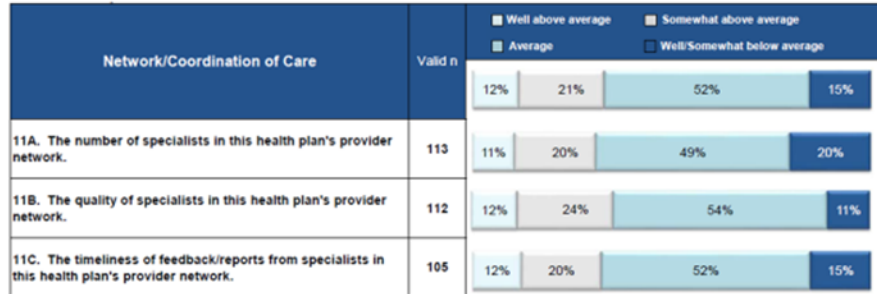 Well above average
Somewhat above average
Average
Well/Somewhat below average
Network/Coordination of Care
Valid n
12% 21% 52% 15%
11A. The number of specialists in this health plan's provider
network.
113
11% 20% 49% 20%
11B. The quality of specialists in this health plan's provider
network.
112
12% 24% 54% 11%
11C. The timeliness of feedback/reports from specialists in
this health plan's provider network.
105
12% 20% 52% 15%